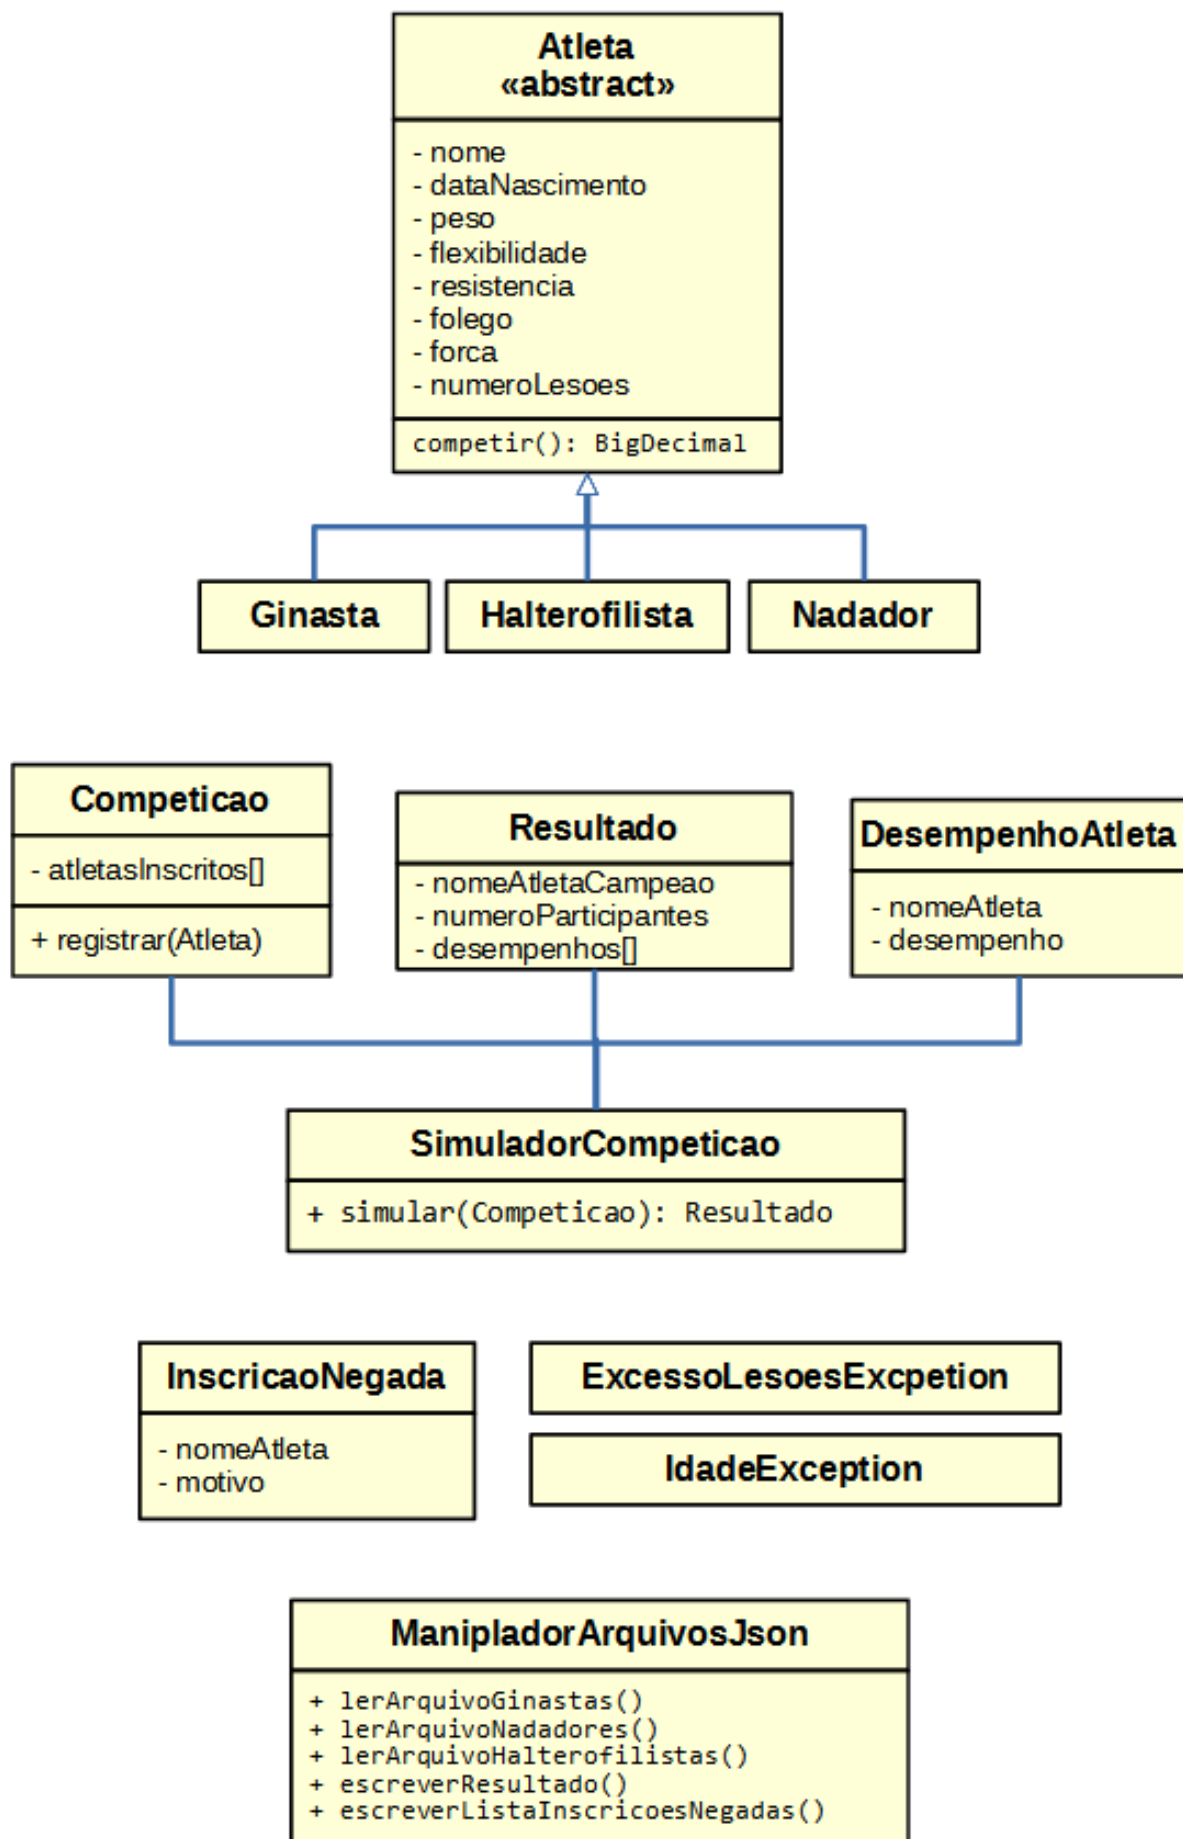 Atleta
«abstract»
- nome
- dataNascimento
- peso
- flexibilidade
- resistencia
- folego
- forca
- numeroLesoes
competir(): BigDecimal
Ginasta
Halterofilista
Nadador
Competicao
- atletasInscritos[]
+ registrar(Atleta)
Resultado
- nomeAtletaCampeao
- numeroParticipantes
- desempenhos[]
DesempenhoAtleta
- nomeAtleta
- desempenho
SimuladorCompeticao
+ simular(Competicao): Resultado
InscricaoNegada
- nomeAtleta
- motivo
ExcessoLesoesExcpetion
IdadeException
ManipladorArquivosJson
+ lerArquivoGinastas()
+ lerArquivoNadadores()
+ lerArquivoHalterofilistas()
+ escreverResultado()
+ escreverListaInscricoesNegadas()